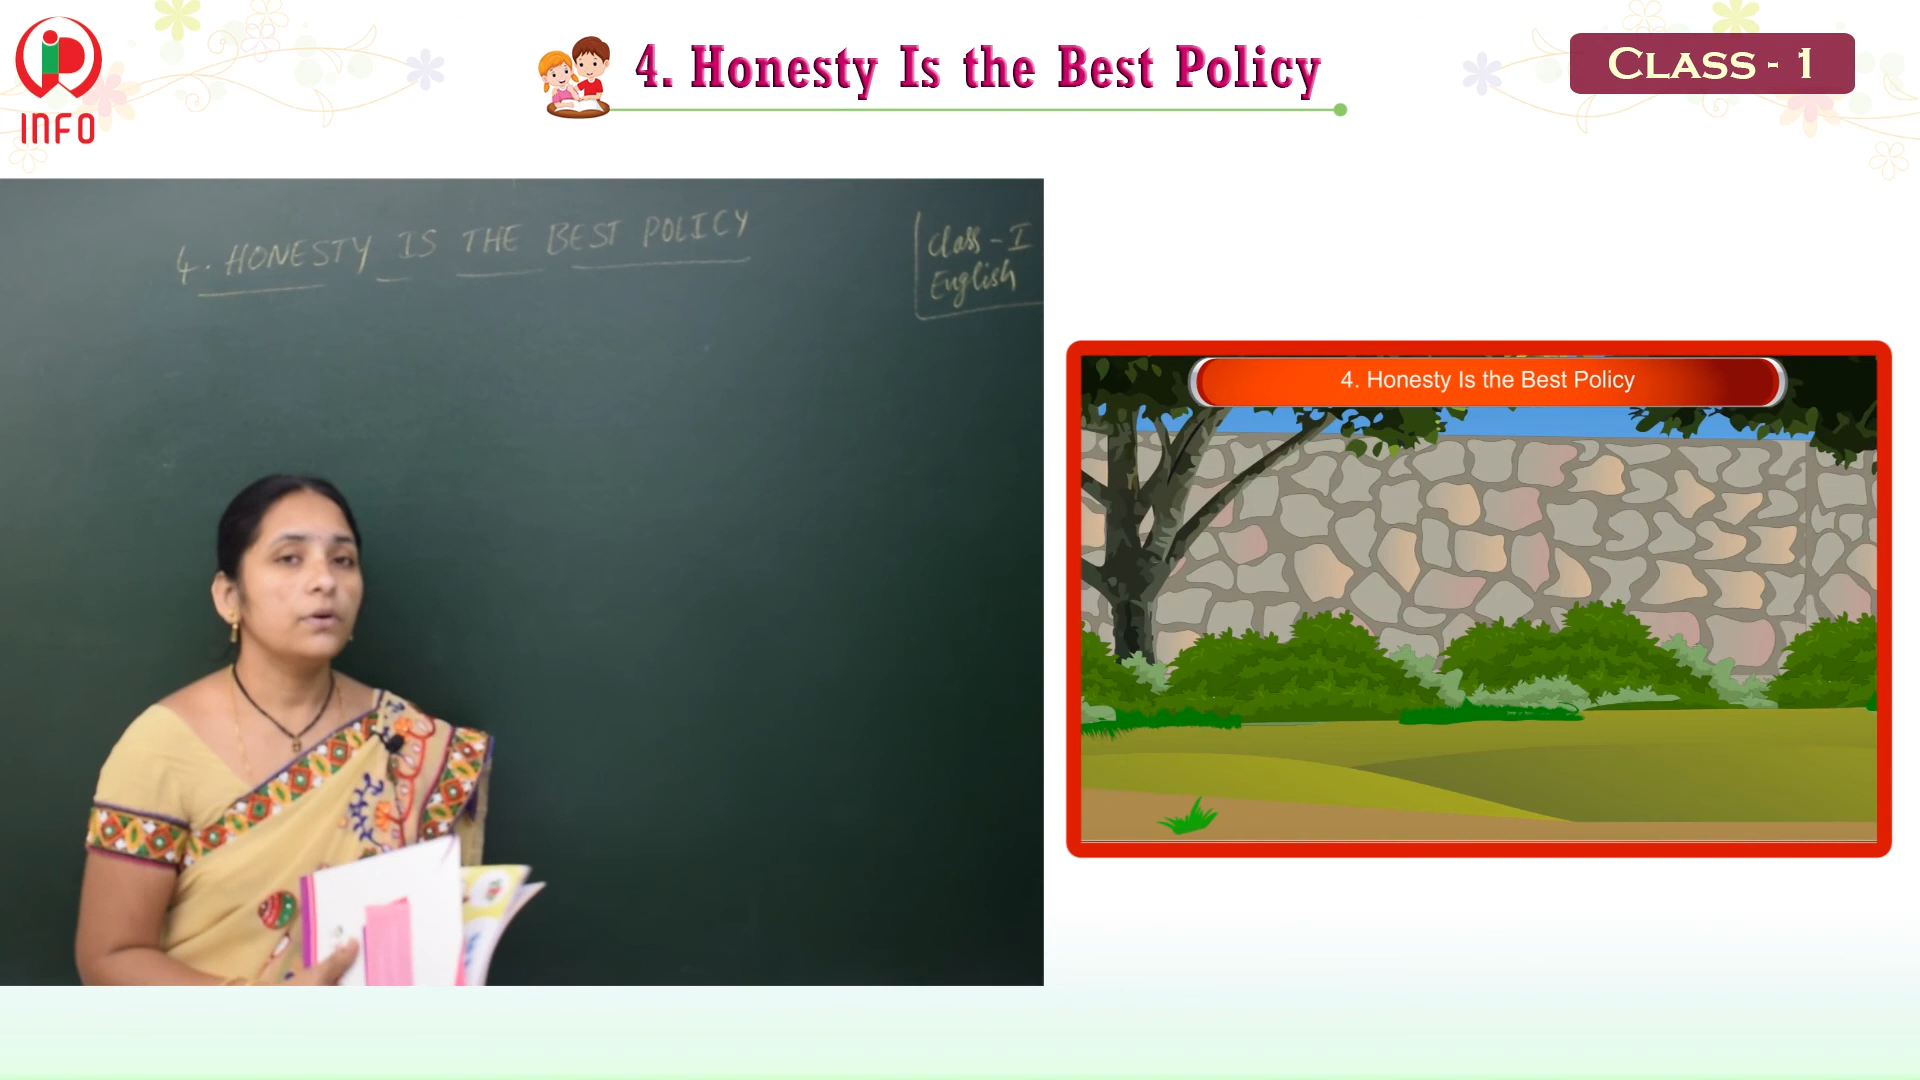 INFO
4. Honesty Is the Best Policy
CLASS - 1
4. HONESTY IS THE BEST POLICY
Class - I
English
4. Honesty Is the Best Policy